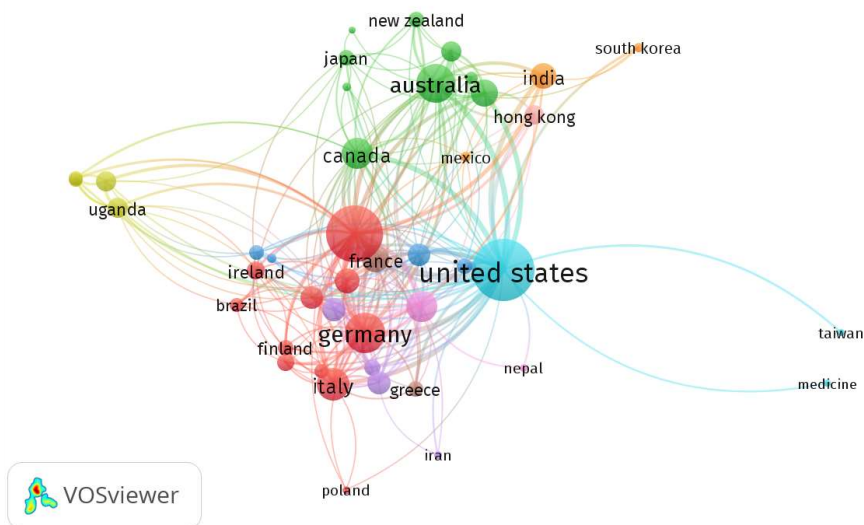 new zealand
south korea
japan
india
australia
hong kong
canada
mexico
uganda
france
ireland
united states
brazil
taiwan
germany
finland
nepal
medicine
italy
greece
iran
poland
VOSviewer